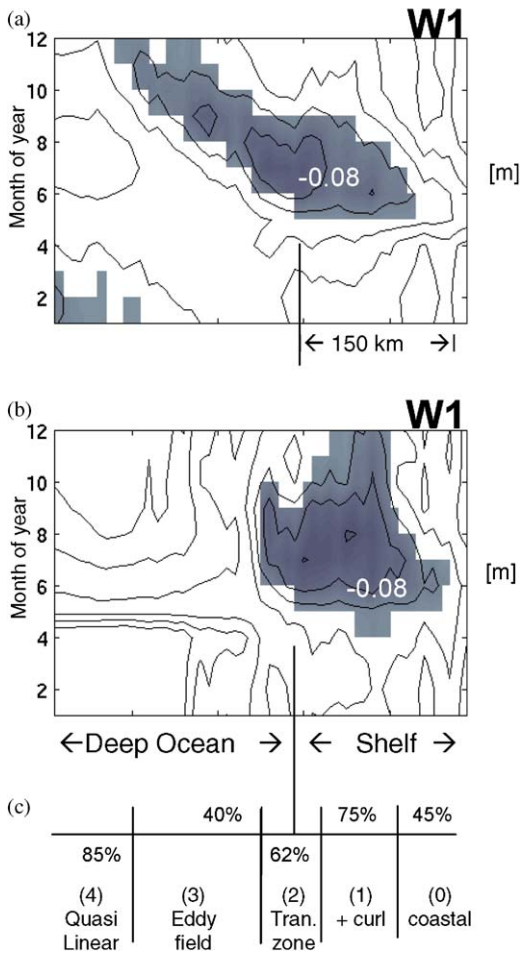 (a)
W1
Month of year
12
10
8
6
4
2
-0.08
[m]
← 150 km →
(b)
W1
Month of year
12
10
8
6
4
2
-0.08
[m]
←Deep Ocean → ← Shelf →
(c)
40% 75% 45%
85% 62%
(4) (3) (2) (1) (0)
Quasi Eddy Tran. + curl coastal
Linear field zone